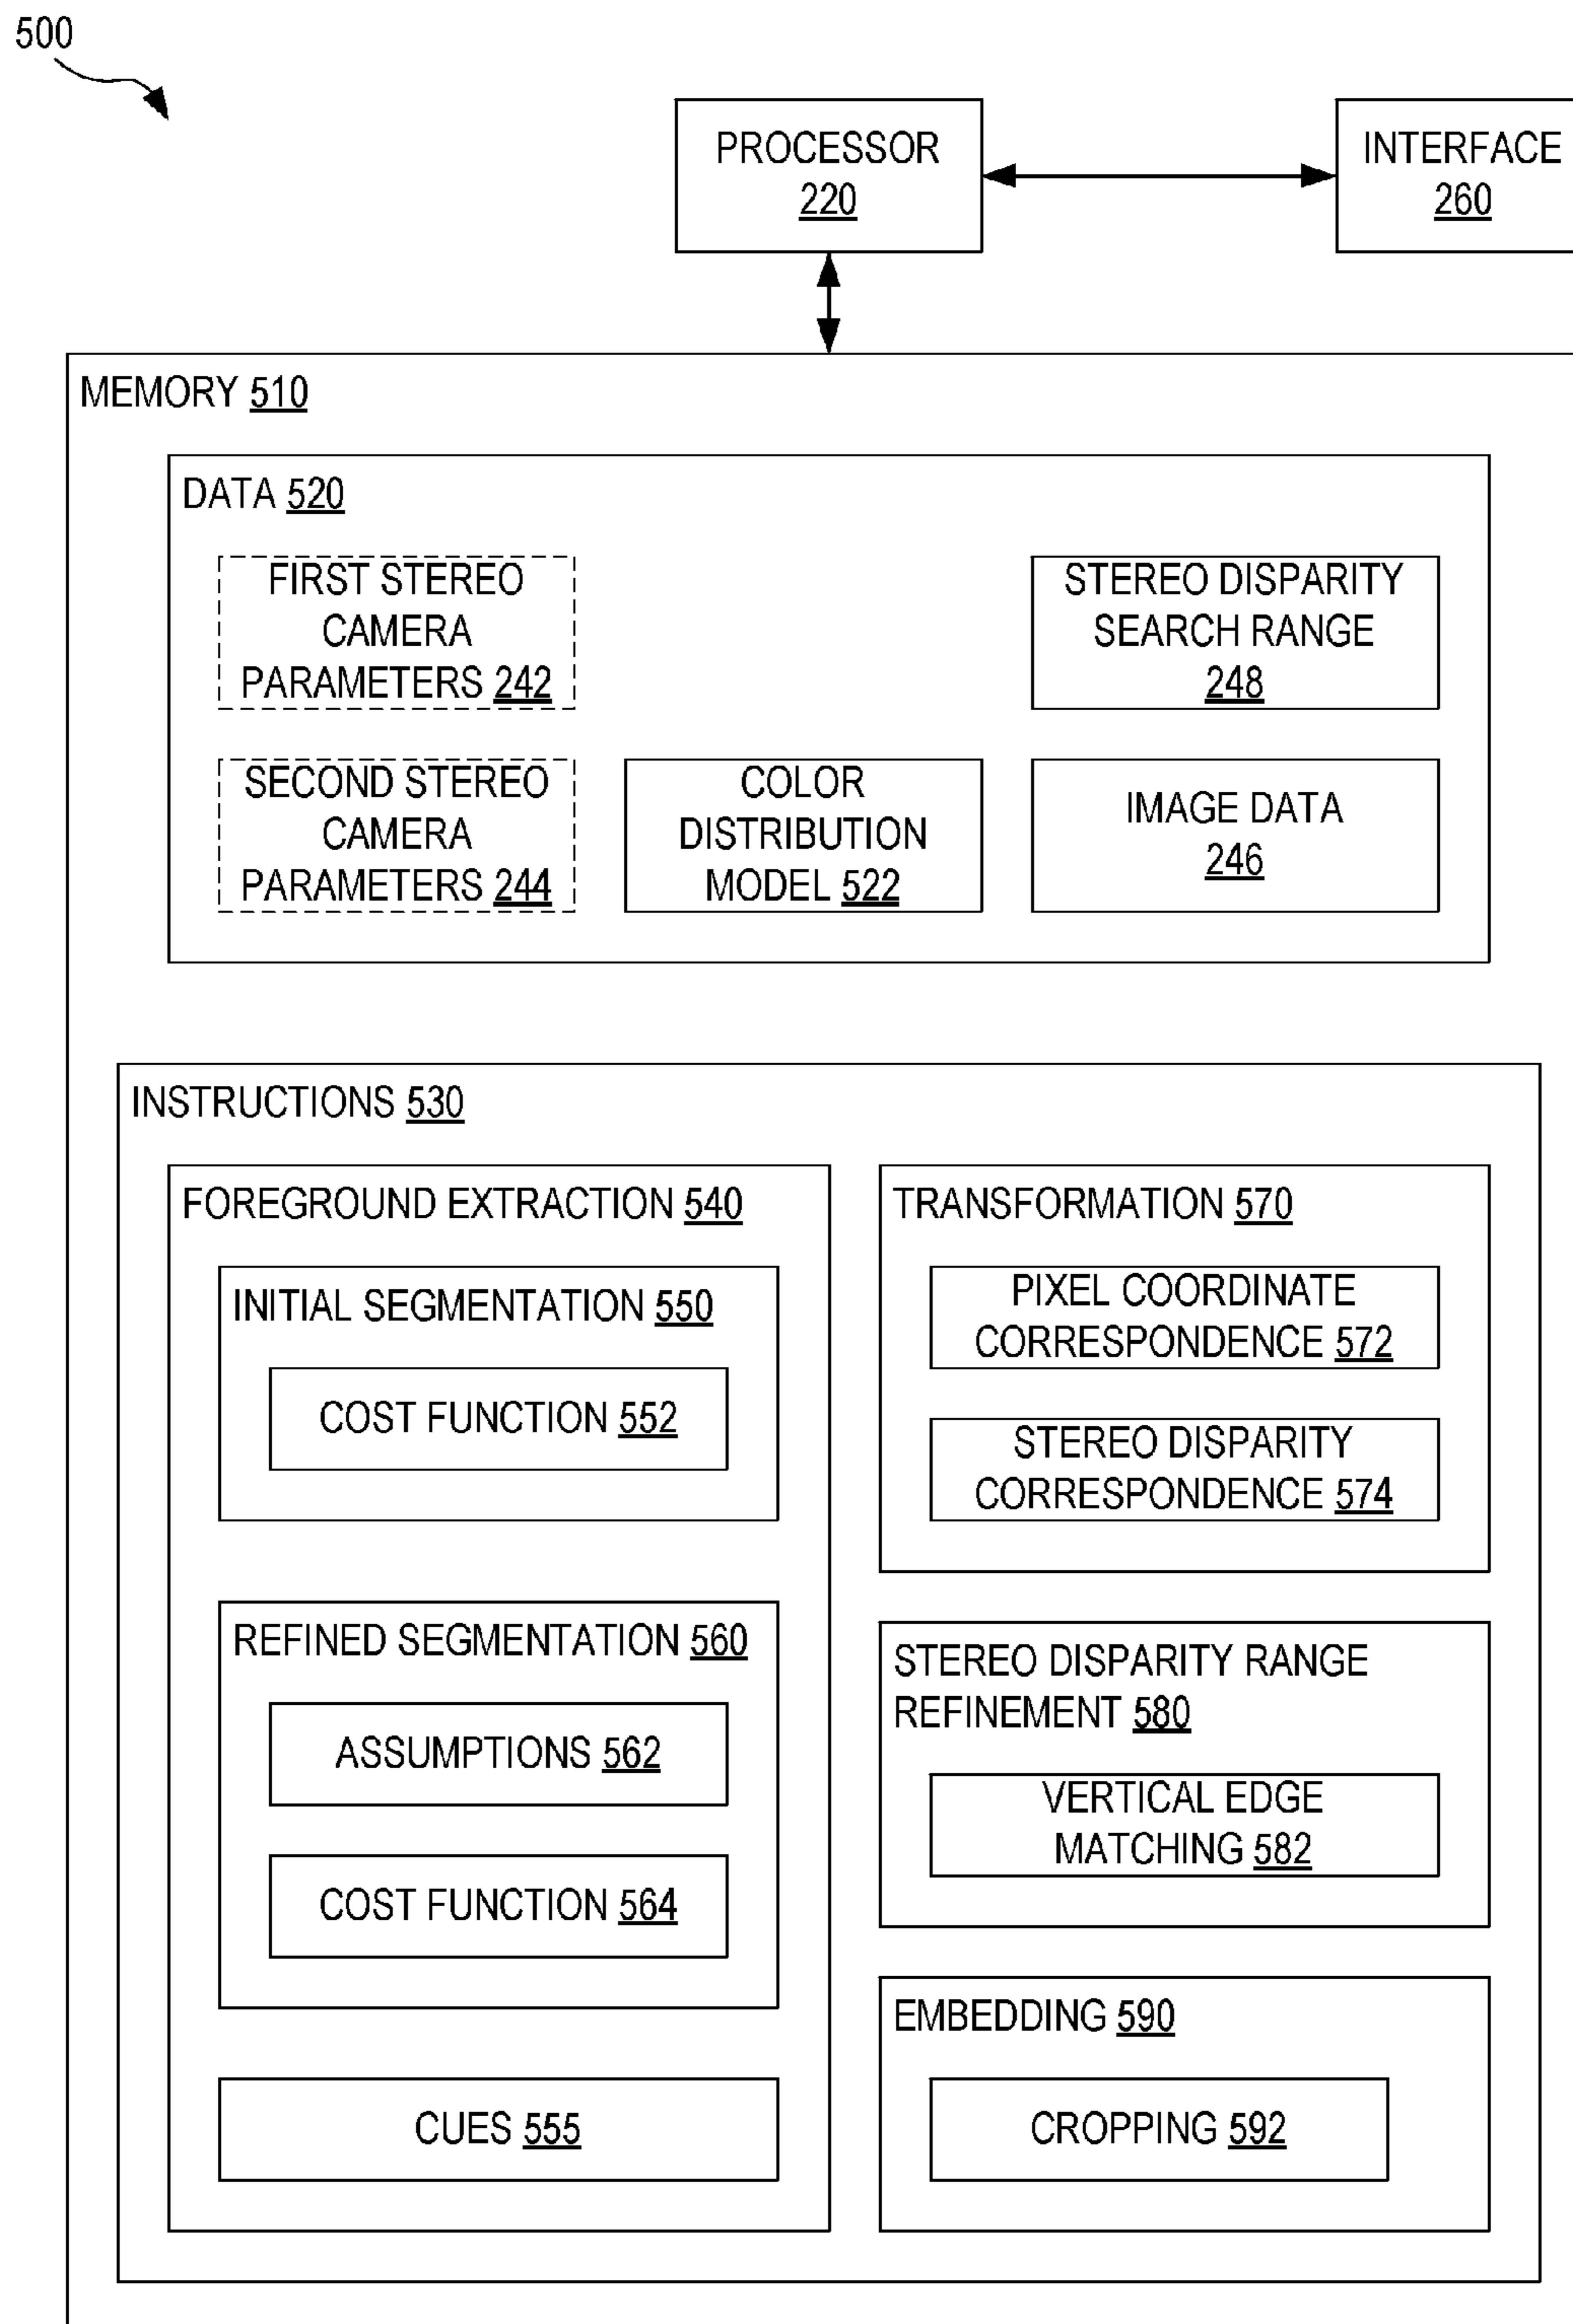 500
PROCESSOR
220
INTERFACE
260
MEMORY 510
DATA 520
FIRST STEREO
CAMERA
PARAMETERS 242
STEREO DISPARITY
SEARCH RANGE
248
SECOND STEREO
CAMERA
PARAMETERS 244
COLOR
DISTRIBUTION
MODEL 522
IMAGE DATA
246
INSTRUCTIONS 530
FOREGROUND EXTRACTION 540
INITIAL SEGMENTATION 550
COST FUNCTION 552
REFINED SEGMENTATION 560
ASSUMPTIONS 562
COST FUNCTION 564
CUES 555
TRANSFORMATION 570
PIXEL COORDINATE
CORRESPONDENCE 572
STEREO DISPARITY
CORRESPONDENCE 574
STEREO DISPARITY RANGE
REFINEMENT 580
VERTICAL EDGE
MATCHING 582
EMBEDDING 590
CROPPING 592